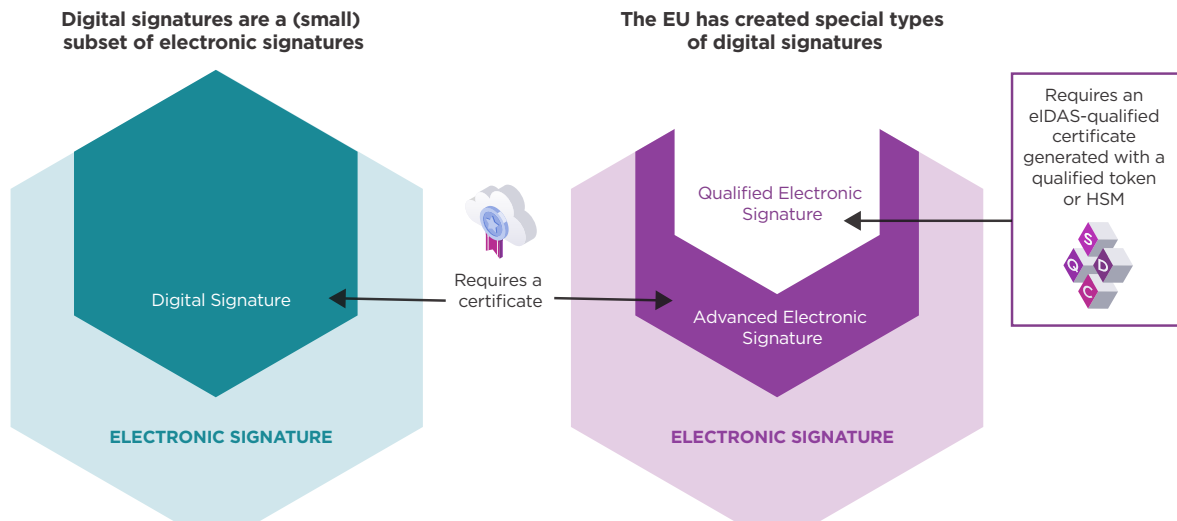 Digital signatures are a (small)
subset of electronic signatures
The EU has created special types
of digital signatures
Digital Signature
ELECTRONIC SIGNATURE
Requires a
certificate
Qualified Electronic
Signature
Advanced Electronic
Signature
ELECTRONIC SIGNATURE
Requires an
eIDAS-qualified
certificate
generated with a
qualified token
or HSM
S
Q D
C